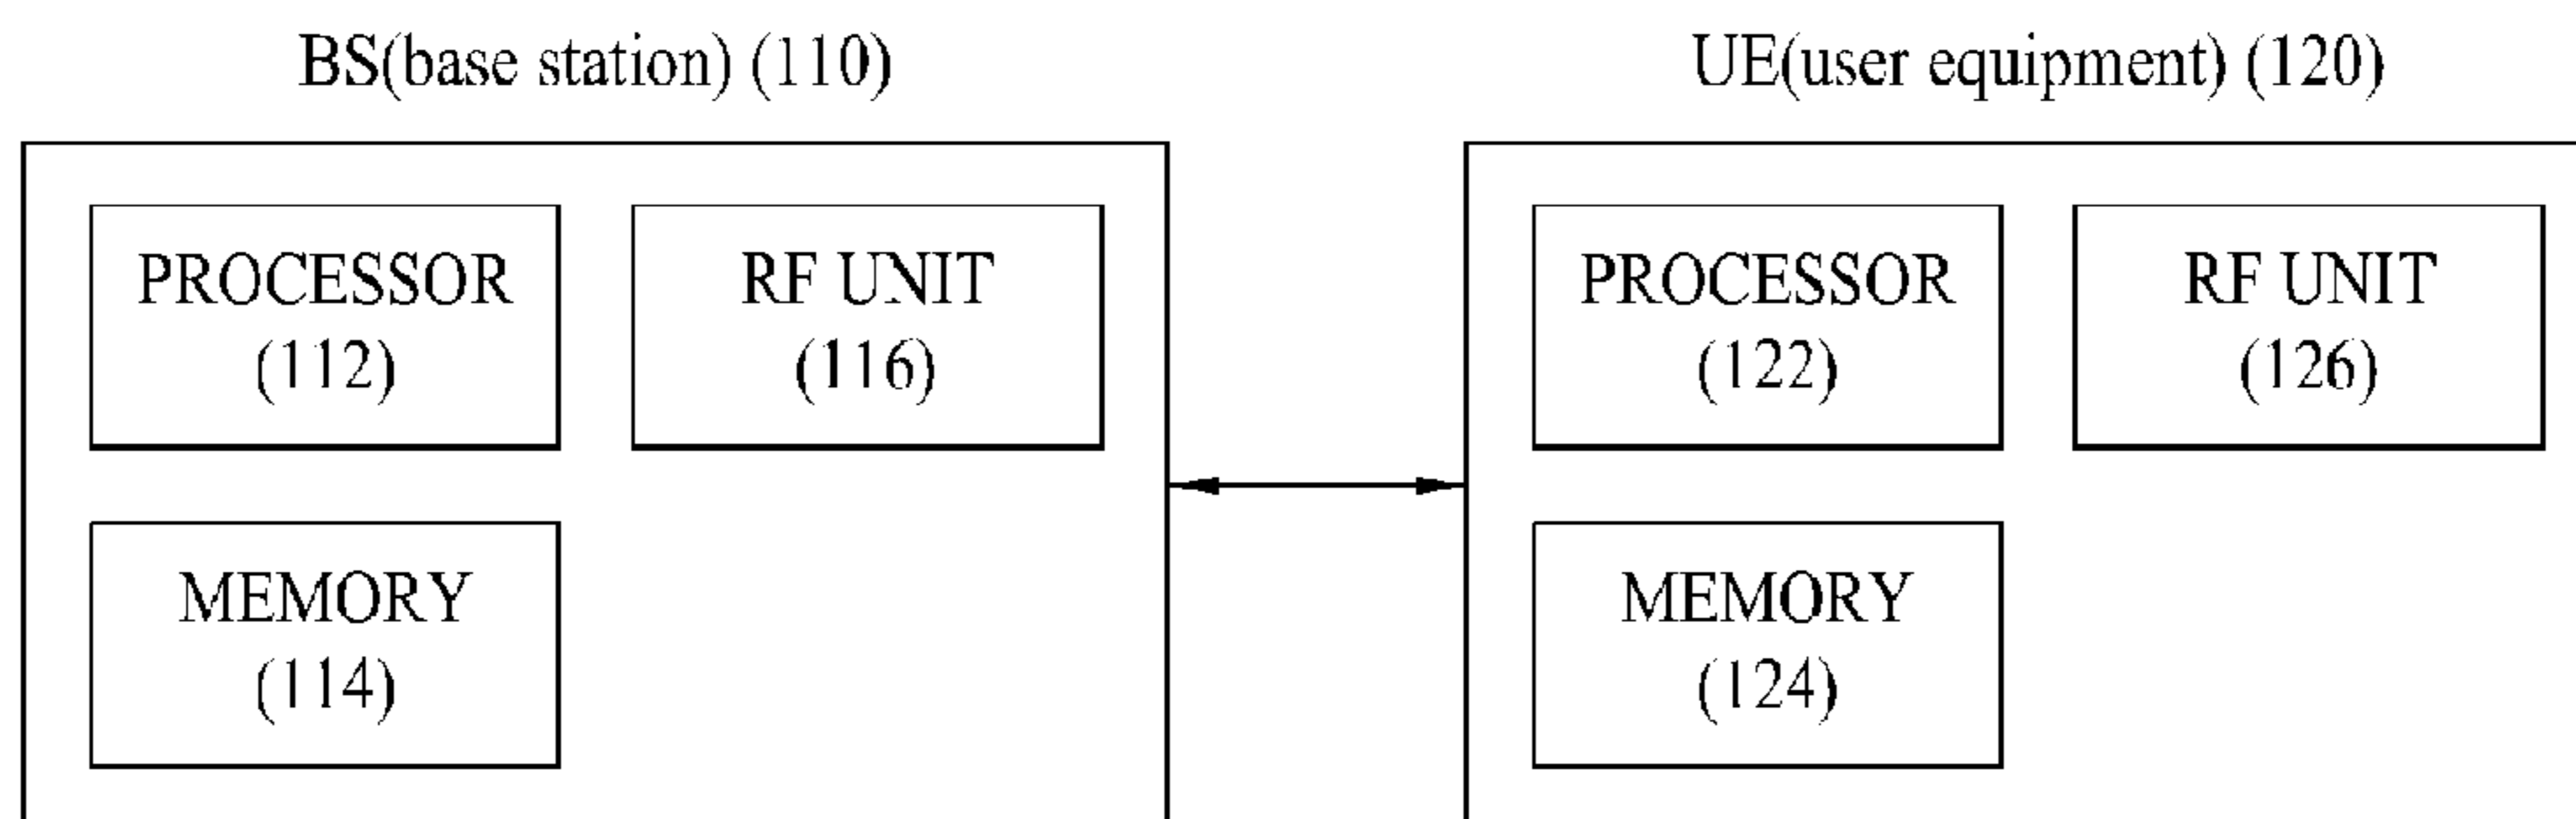 BS(base station) (110)
PROCESSOR
(112)
RF UNIT
(116)
MEMORY
(114)
UE(user equipment) (120)
PROCESSOR
(122)
RF UNIT
(126)
MEMORY
(124)